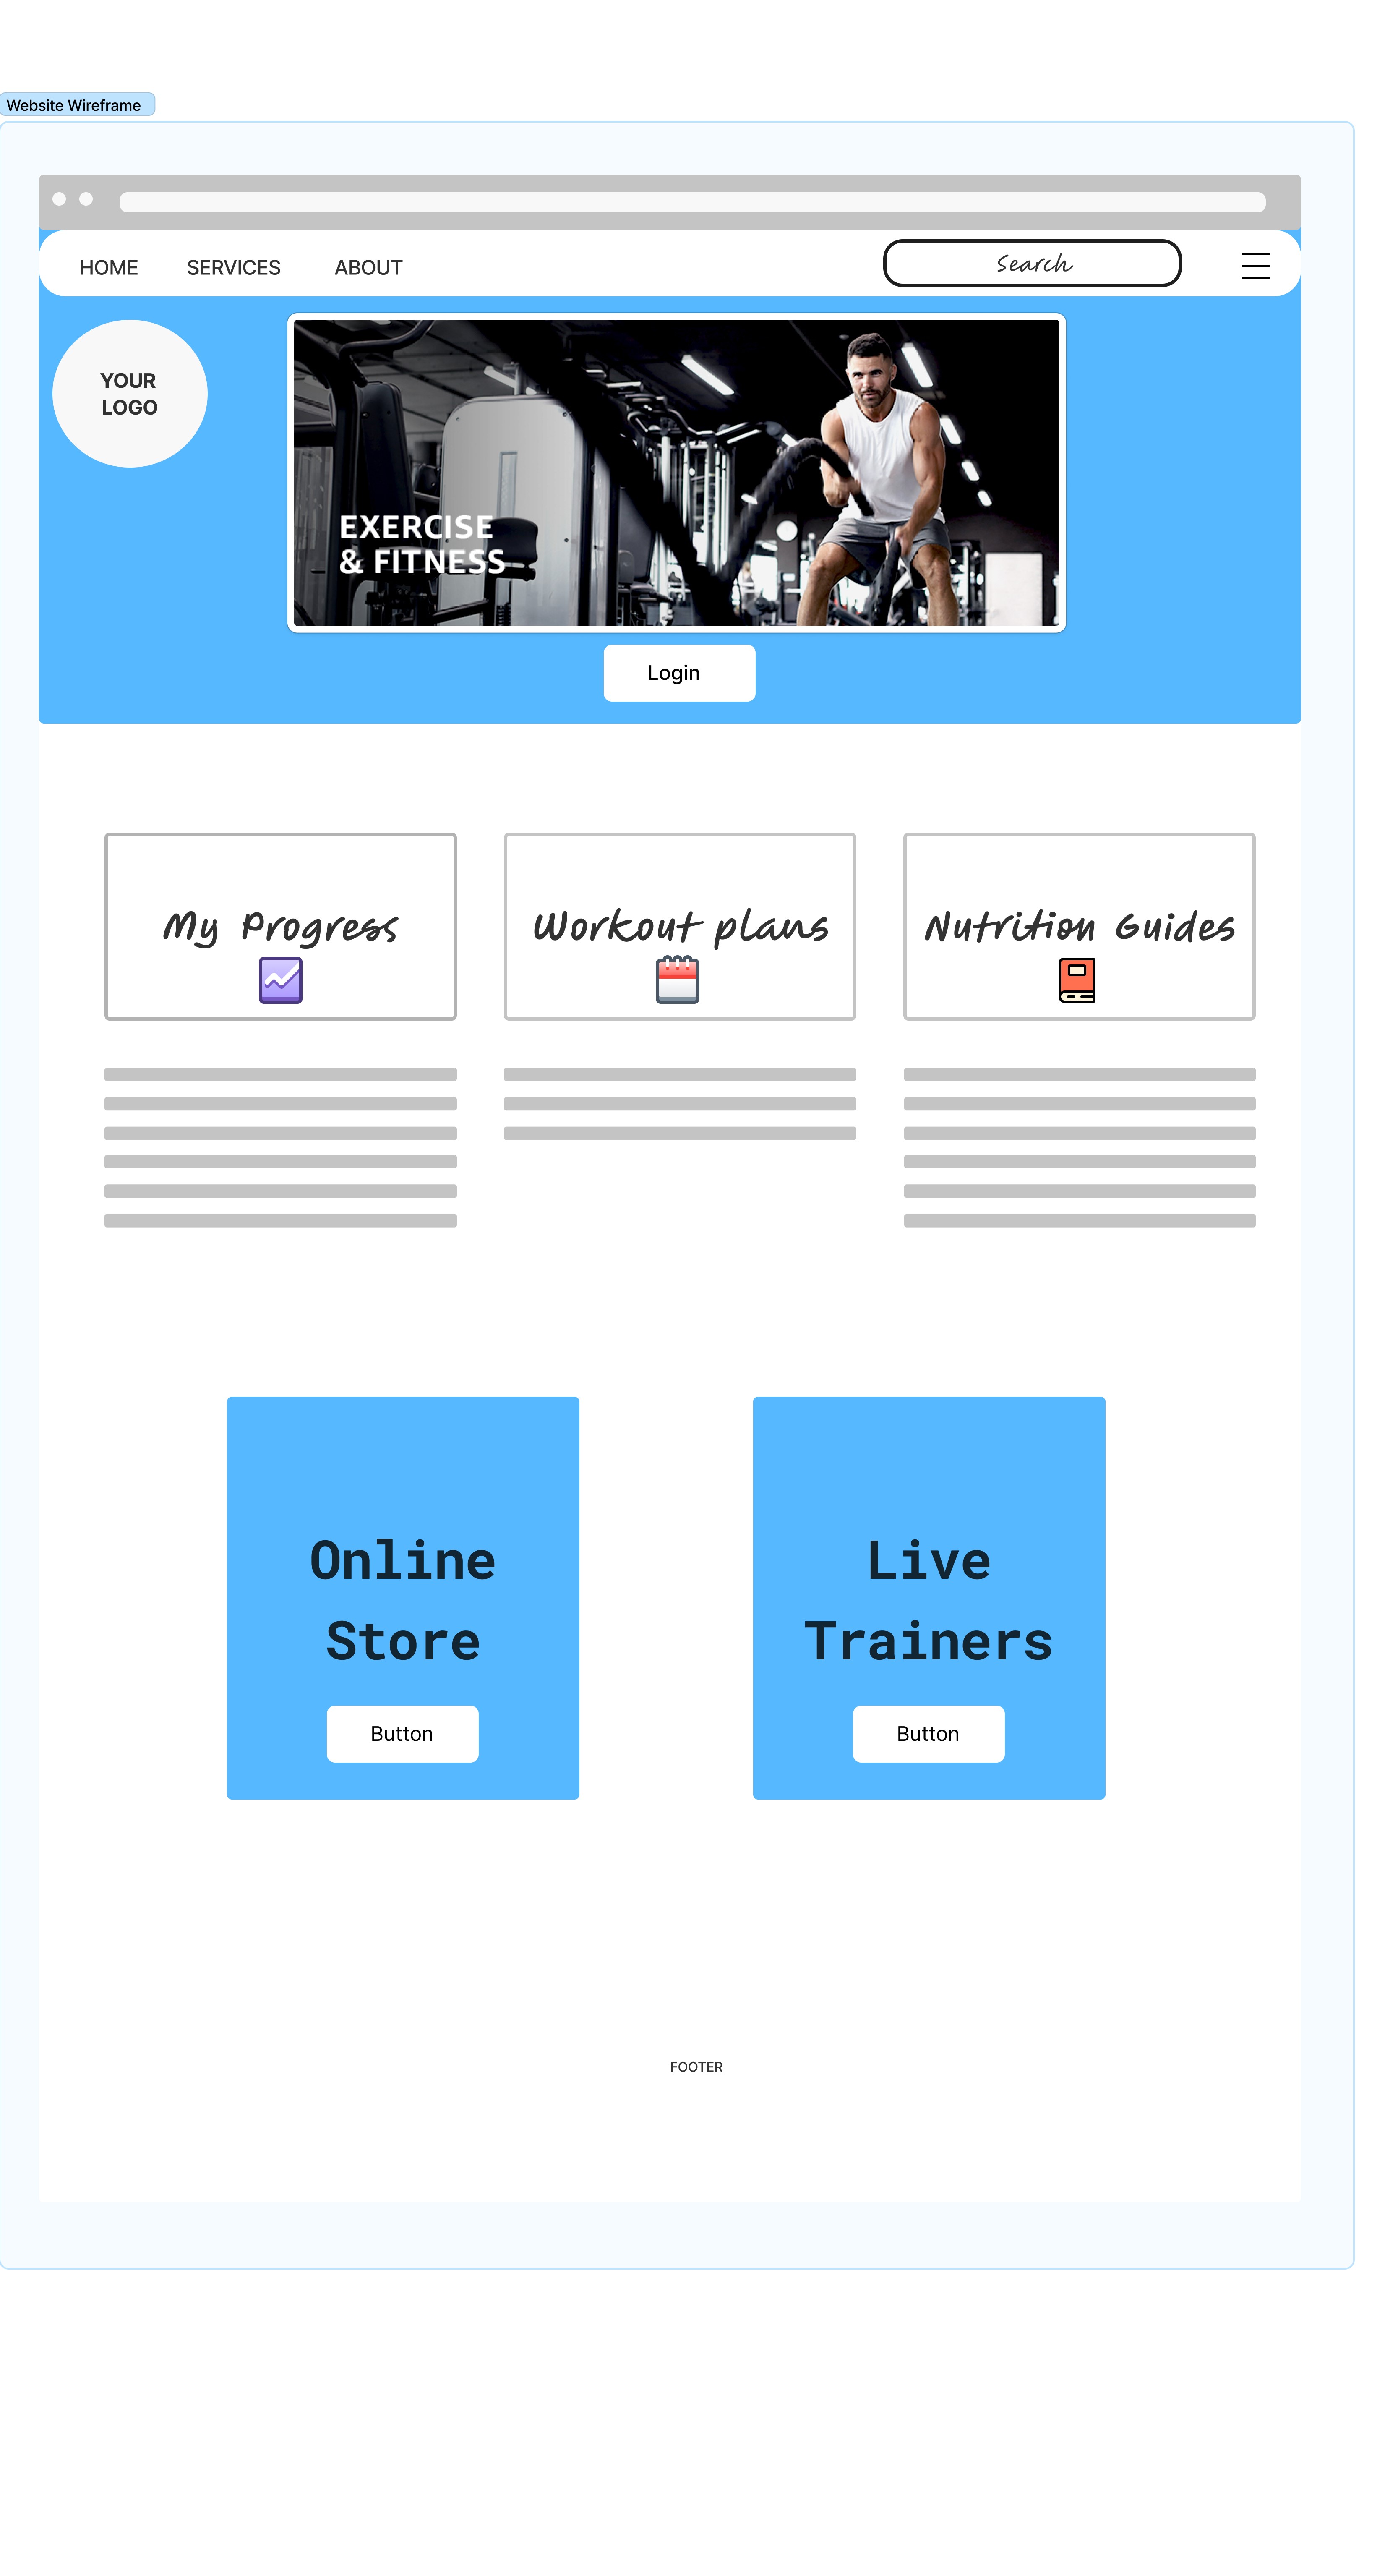 Website Wireframe
HOME SERVICES ABOUT Search
YOUR
LOGO
EXERCISE
& FITNESS
Login
My Progress
Workout plans
Nutrition Guides
Online
Store
Button
Live
Trainers
Button
FOOTER